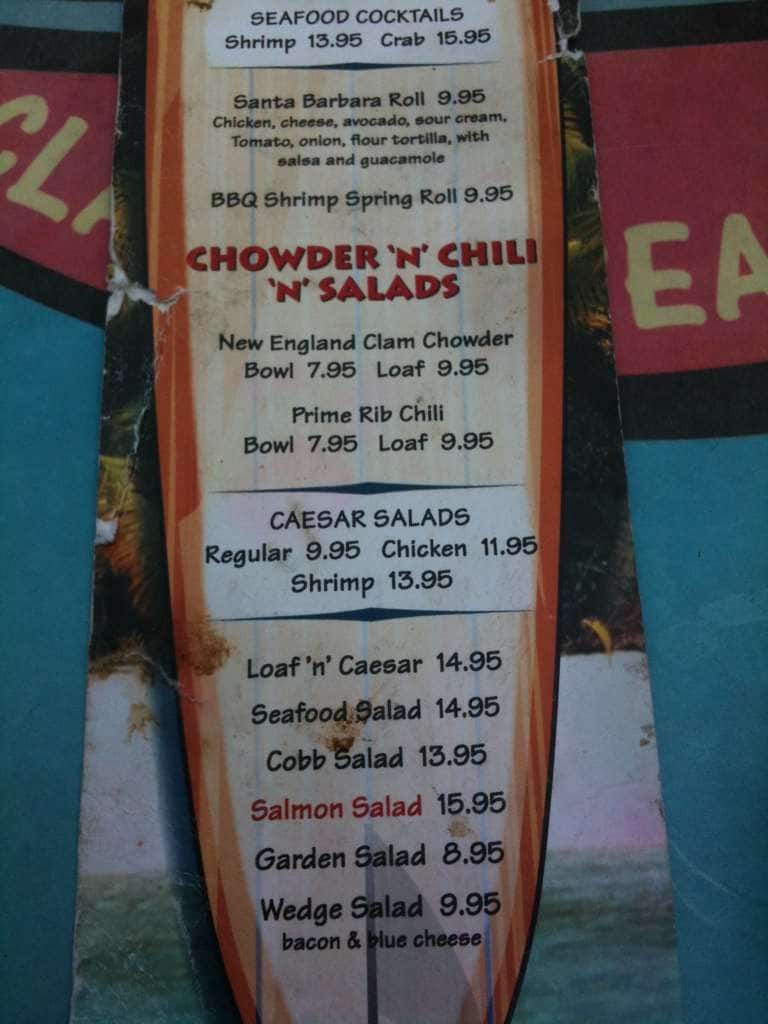 SEAFOOD COCKTAILS
Shrimp 13.95 Crab 15.95
Santa Barbara Roll 9.95
Chicken, cheese, avocado, sour cream,
Tomato, onion, flour tortilla, with
salsa and guacamole
BBQ Shrimp Spring Roll 9.95
CHOWDER 'N' CHILI
'N' SALADS
New England Clam Chowder
Bowl 7.95 Loaf 9.95
Prime Rib Chili
Bowl 7.95 Loaf 9.95
CAESAR SALADS
Regular 9.95 Chicken 11.95
Shrimp 13.95
Loaf 'n' Caesar 14.95
Seafood Salad 14.95
Cobb Salad 13.95
Salmon Salad 15.95
Garden Salad 8.95
Wedge Salad 9.95
bacon & blue cheese
EA